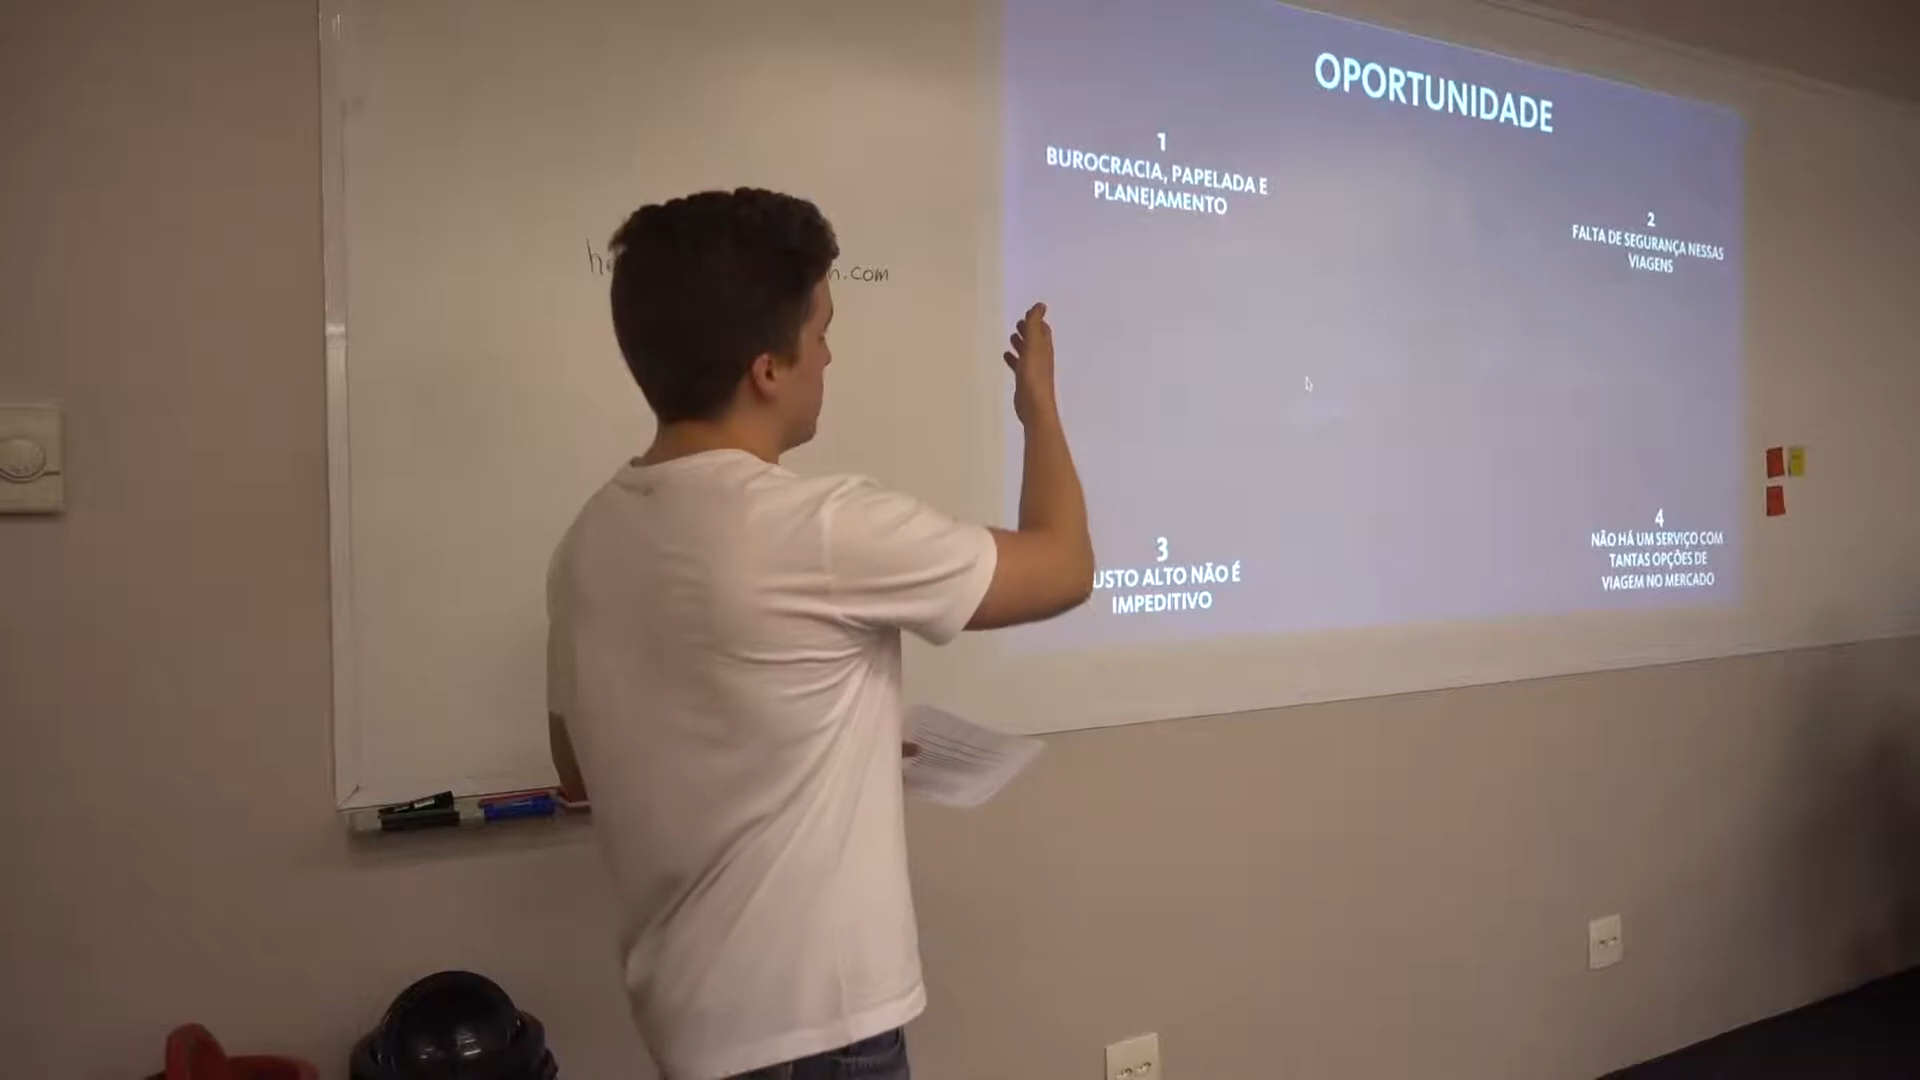 OPORTUNIDADE
1
BUROCRACIA, PAPELADA E
PLANEJAMENTO
2
FALTA DE SEGURANÇA NESSAS
VIAGENS
3
USTO ALTO NÃO É
IMPEDITIVO
4
NÃO HÁ UM SERVIÇO COM
TANTAS OPÇÕES DE
VIAGEM NO MERCADO
.com